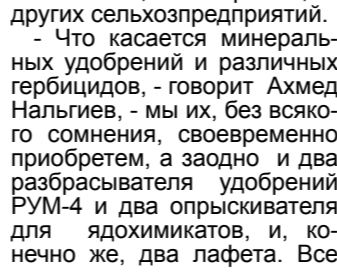 других сельхозпредприятий.
- Что касается минераль-
ных удобрений и различных
гербицидов, - говорит Ахмед
Нальгиев, - мы их, без всяко-
го сомнения, своевременно
приобретем, а заодно и два
разбрасывателя удобрений
РУМ-4 и два опрыскивателя
для ядохимикатов, и, ко-
нечно же, два лафета. Все